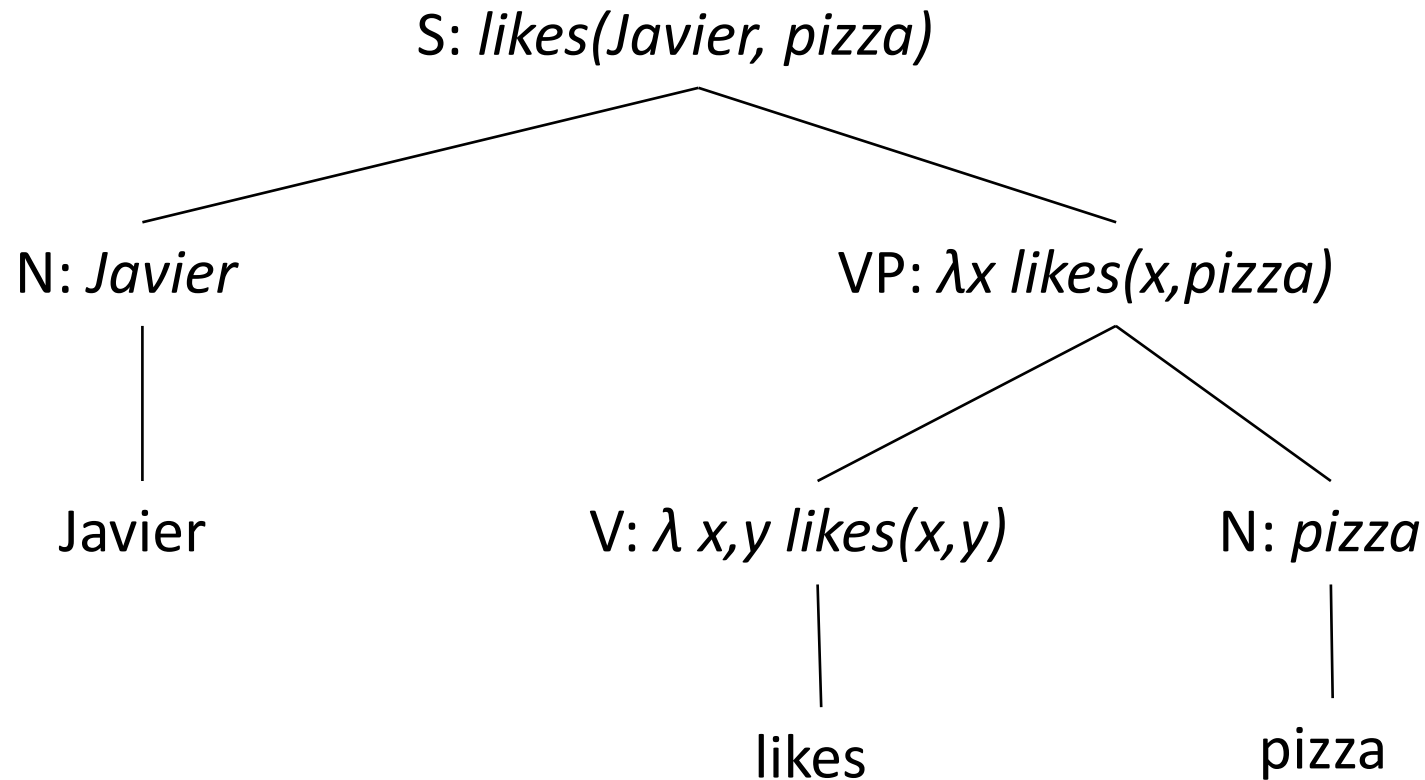 S: likes(Javier, pizza)
N: Javier
VP: λx likes(x,pizza)
Javier
V: λ x,y likes(x,y)
N: pizza
likes
pizza